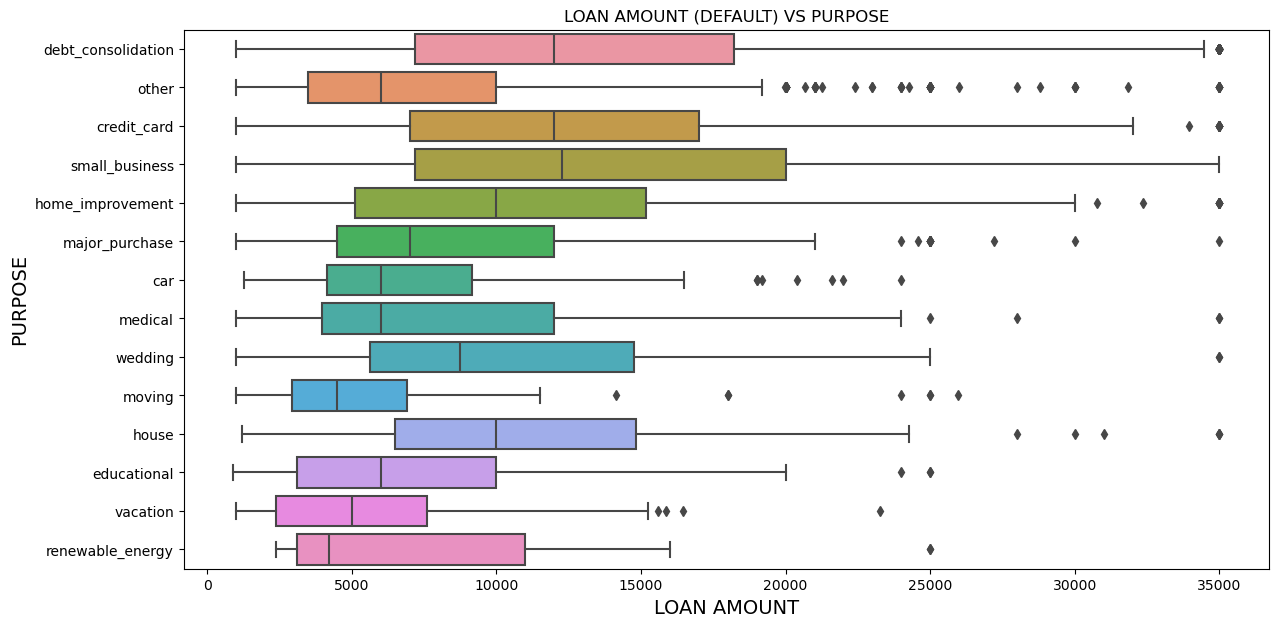 LOAN AMOUNT (DEFAULT) VS PURPOSE
PURPOSE
debt_consolidation
other
credit_card
small_business
home_improvement
major_purchase
car
medical
wedding
moving
house
educational
vacation
renewable_energy
0 5000 10000 15000 20000 25000 30000 35000
LOAN AMOUNT